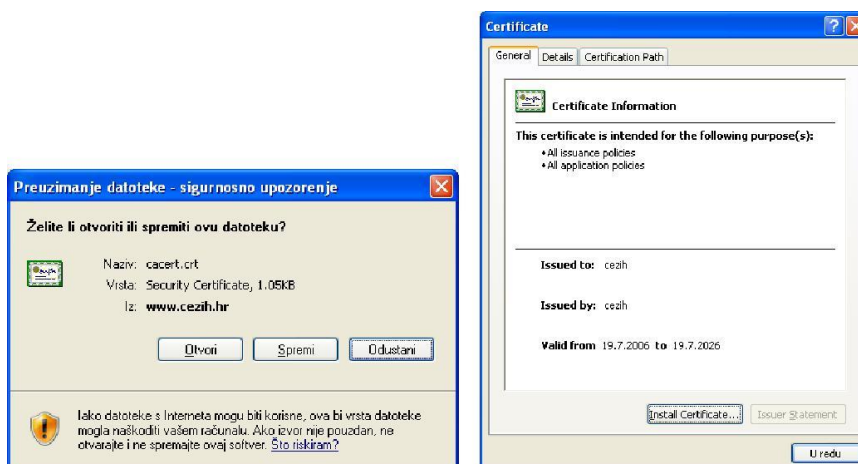 Preuzimanje datoteke - sigurnosno upozorenje
Želite li otvoriti ili spremiti ovu datoteku?
Naziv: cacert.crt
Vrsta: Security Certificate, 1.05KB
Iz: www.cezih.hr
Otvori Spremi Odustani
Iako datoteke s Interneta mogu biti korisne, ova bi vrsta datoteke
mogla naškoditi vašem računalu. Ako izvor nije pouzdan, ne
otvarajte i ne spremajte ovaj softver. Što riskiram?
Certificate
General Details Certification Path
Certificate Information
This certificate is intended for the following purpose(s):
•All issuance policies
•All application policies
Issued to: cezih
Issued by: cezih
Valid from 19.7.2006 to 19.7.2026
Install Certificate... Issuer Statement
U redu